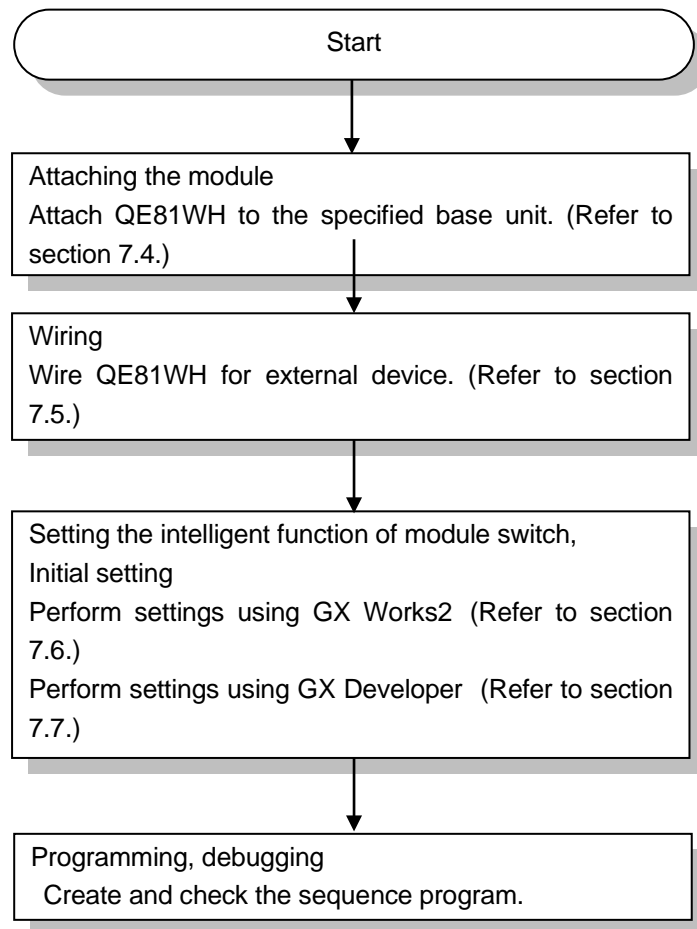 Start
Attaching the module
Attach QE81WH to the specified base unit. (Refer to
section 7.4.)
Wiring
Wire QE81WH for external device. (Refer to section
7.5.)
Setting the intelligent function of module switch,
Initial setting
Perform settings using GX Works2 (Refer to section
7.6.)
Perform settings using GX Developer (Refer to section
7.7.)
Programming, debugging
Create and check the sequence program.